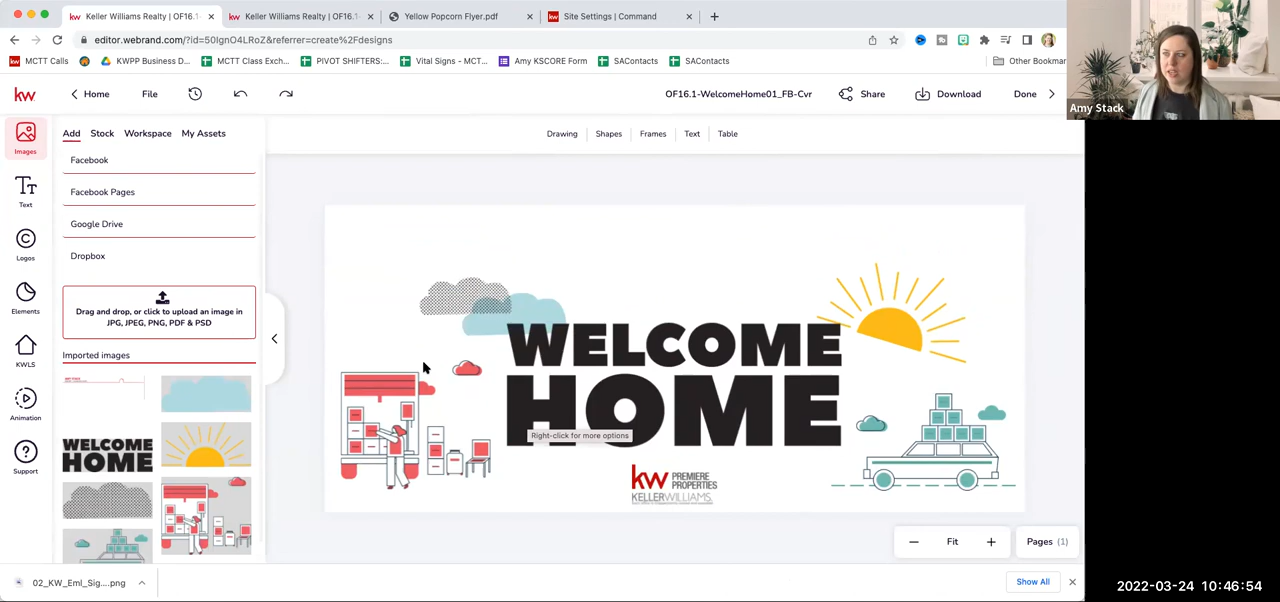 Keller Williams Realty | OF16.1-
Keller Williams Realty | OF16.1-
Yellow Popcorn Flyer.pdf
kw Site Settings | Command
editor.webrand.com/?id=50IgnO4LRoZ&referrer=create%2Fdesigns
MCTT Calls
KWPP Business D...
MCTT Class Exch...
PIVOT SHIFTERS:...
Vital Signs - MCT...
Amy KSCORE Form
SAContacts
SAContacts
Other Bookmar
kw
Home
File
OF16.1-WelcomeHome01_FB-Cvr
Share
Download
Done
Amy Stack
Images
Text
Logos
Elements
KWLS
Animation
Support
Add
Stock
Workspace
My Assets
Facebook
Facebook Pages
Google Drive
Dropbox
Drag and drop, or click to upload an image in
JPG, JPEG, PNG, PDF & PSD
Imported images
WELCOME
HOME
Drawing
Shapes
Frames
Text
Table
WELCOME
HOME
Right-click for more options
kw PREMIERE
PROPERTIES
KELLERWILLIAMS.
Fit
Pages (1)
02_KW_Eml_Sig....png
Show All
2022-03-24 10:46:54